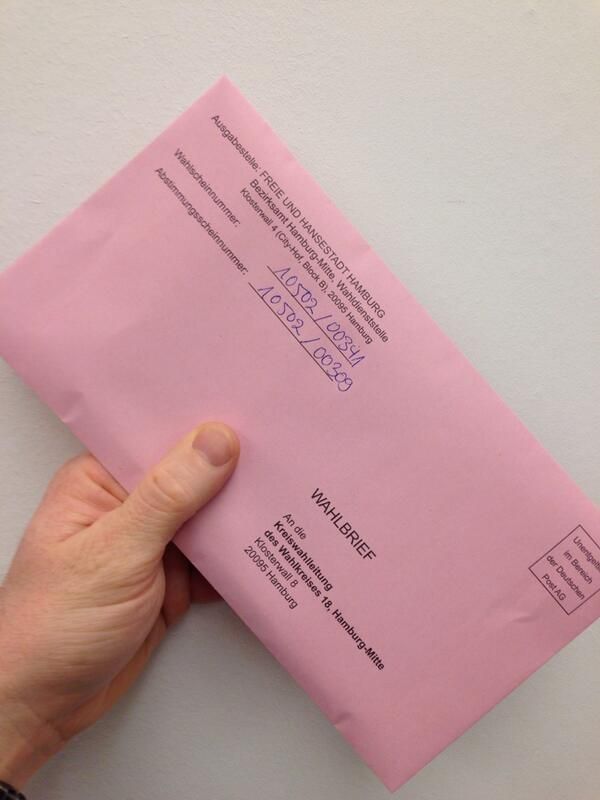 Ausgabestelle: FREIE UND HANSESTADT HAMBURG
Bezirksamt Hamburg-Mitte, Wahldienststelle
Klosterwall 4 (City-Hof, Block B), 20095 Hamburg
Wahlscheinnummer: 10502/00341
Abstimmungsscheinnummer: 10502/00309
WAHLBRIEF
An die
Kreiswahlleitung
des Wahlkreises 18, Hamburg-Mitte
Klosterwall 8
20095 Hamburg
Unentgelt
im Bereich
der Deutschen
Post AG